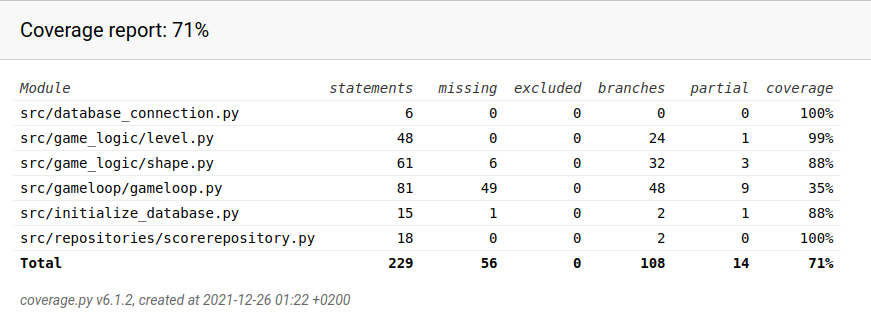 Coverage report: 71%
Module statements missing excluded branches partial coverage
src/database_connection.py 6 0 0 0 0 100%
src/game_logic/level.py 48 0 0 24 1 99%
src/game_logic/shape.py 61 6 0 32 3 88%
src/gameloop/gameloop.py 81 49 0 48 9 35%
src/initialize_database.py 15 1 0 2 1 88%
src/repositories/scorerepository.py 18 0 0 2 0 100%
Total 229 56 0 108 14 71%
coverage.py v6.1.2, created at 2021-12-26 01:22 +0200